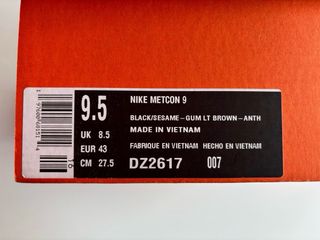 9.5
UK 8.5
EUR 43
CM 27.5
NIKE METCON 9
BLACK/SESAME-GUM LT BROWN-ANTH
MADE IN VIETNAM
FABRIQUE EN VIETNAM HECHO EN VIETNAM
DZ2617 007
16